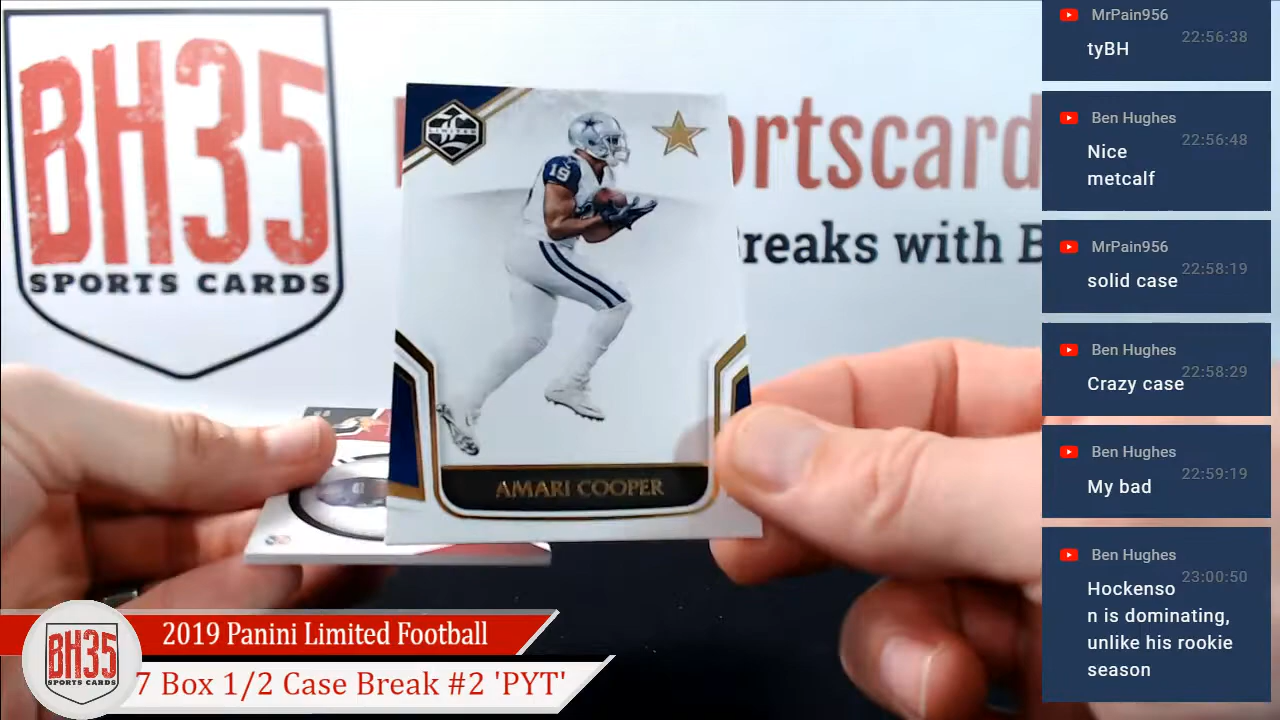 BH35
SPORTS CARDS
ortscard
reaks with B
LIMITED
19
AMARI COOPER
BH35
SPORTS CARDS
2019 Panini Limited Football
7 Box 1/2 Case Break #2 'PYT'
MrPain956
22:56:38
tyBH
Ben Hughes
22:56:48
Nice
metcalf
MrPain956
22:58:19
solid case
Ben Hughes
22:58:29
Crazy case
Ben Hughes
22:59:19
My bad
Ben Hughes
23:00:50
Hockenso
n is dominating,
unlike his rookie
season